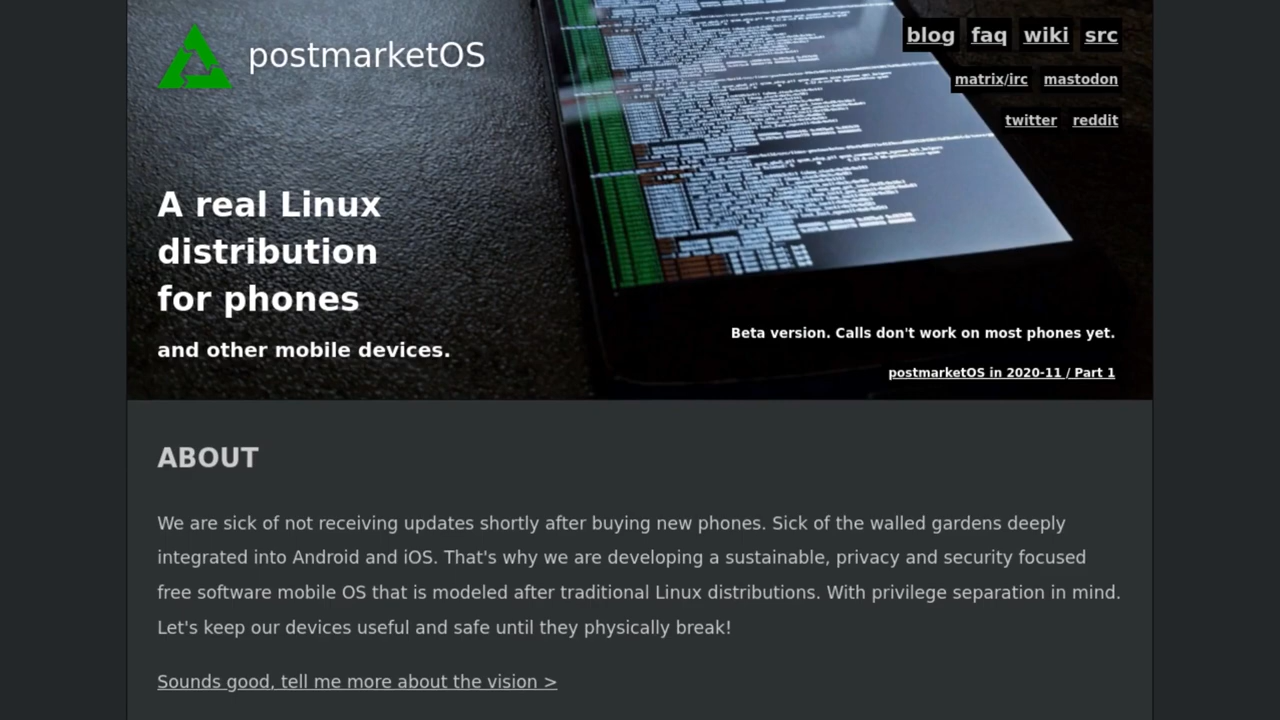 postmarketOS
blog faq wiki src
matrix/irc mastodon
twitter reddit
A real Linux
distribution
for phones
and other mobile devices.
Beta version. Calls don't work on most phones yet.
postmarketOS in 2020-11 / Part 1
ABOUT
We are sick of not receiving updates shortly after buying new phones. Sick of the walled gardens deeply
integrated into Android and iOS. That's why we are developing a sustainable, privacy and security focused
free software mobile OS that is modeled after traditional Linux distributions. With privilege separation in mind.
Let's keep our devices useful and safe until they physically break!
Sounds good, tell me more about the vision >